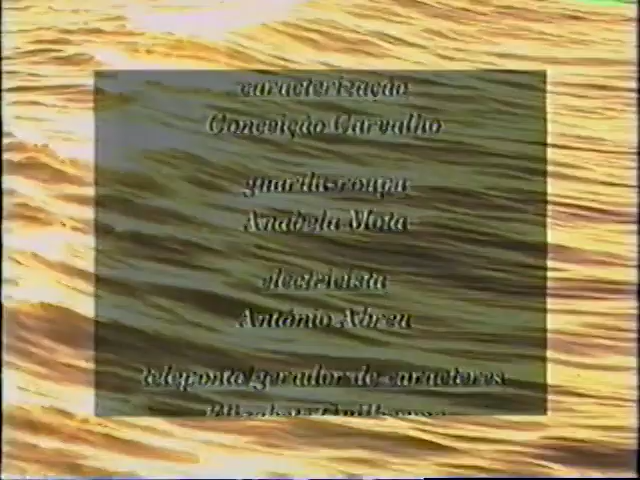 caracterização
Conceição Carvalho
guarda-roupa
Anabela Mota
electricista
António Abreu
teleponto/gerador de caracteres